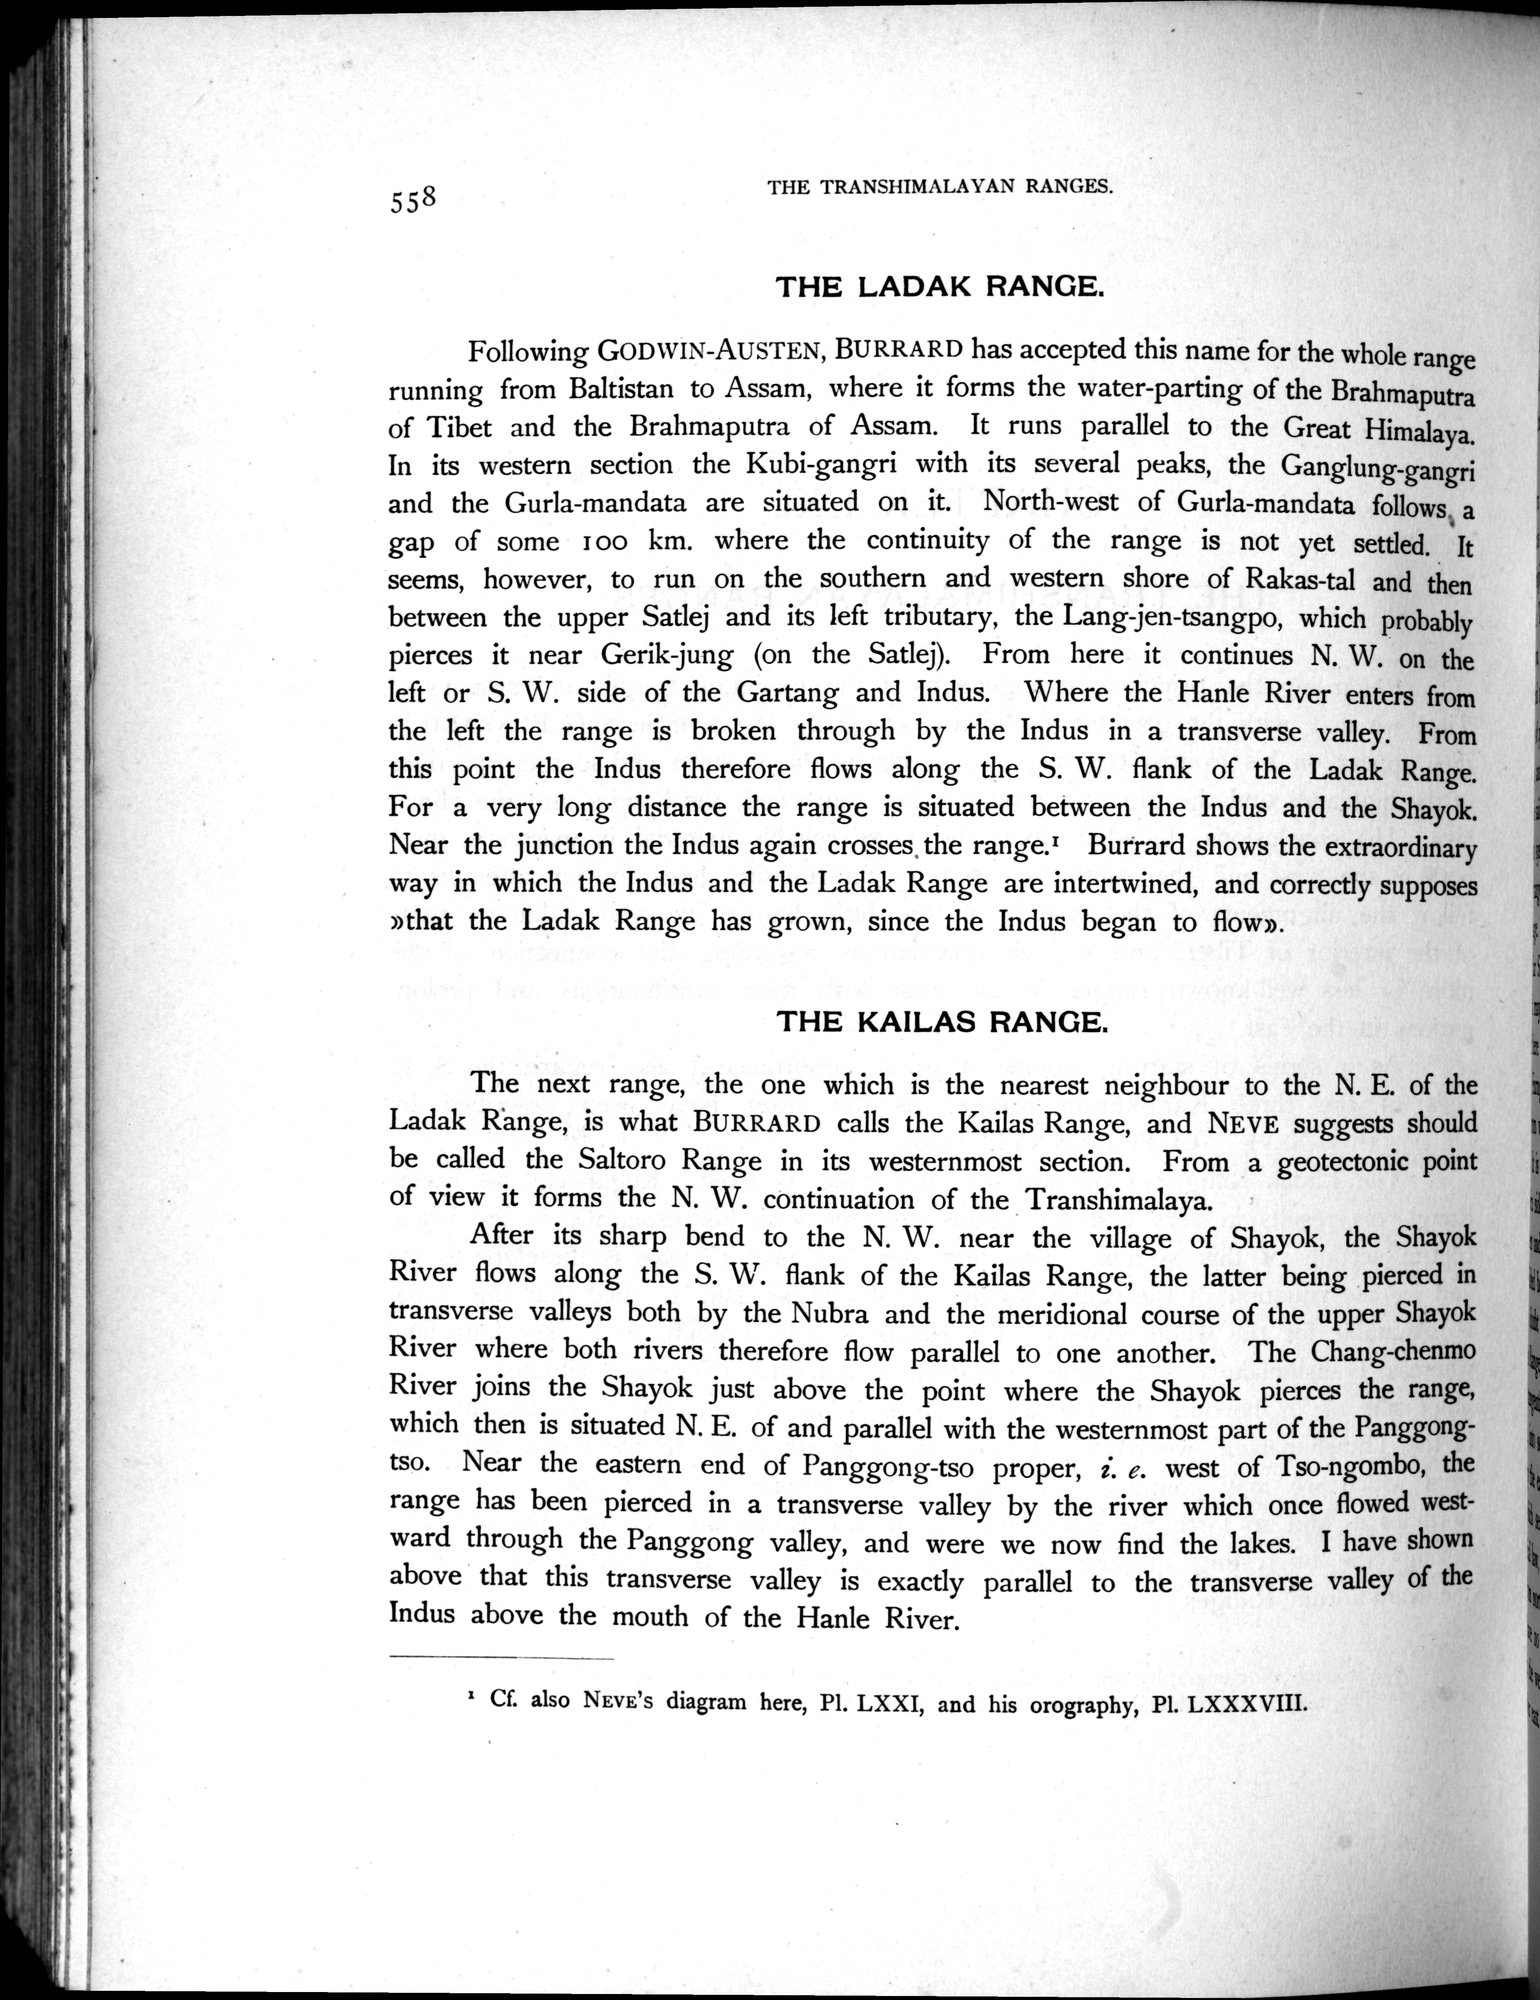 558
THE TRANSHIMALAYAN RANGES.
THE LADAK RANGE.
Following GODWIN-AUSTEN, BURRARD has accepted this name for the whole range
running from Baltistan to Assam, where it forms the water-parting of the Brahmaputra
of Tibet and the Brahmaputra of Assam. It runs parallel to the Great Himalaya.
In its western section the Kubi-gangri with its several peaks, the Ganglung-gangri
and the Gurla-mandata are situated on it. North-west of Gurla-mandata follows a
gap of some 100 km. where the continuity of the range is not yet settled. It
seems, however, to run on the southern and western shore of Rakas-tal and then
between the upper Satlej and its left tributary, the Lang-jen-tsangpo, which probably
pierces it near Gerik-jung (on the Satlej). From here it continues N. W. on the
left or S. W. side of the Gartang and Indus. Where the Hanle River enters from
the left the range is broken through by the Indus in a transverse valley. From
this point the Indus therefore flows along the S. W. flank of the Ladak Range.
For a very long distance the range is situated between the Indus and the Shayok.
Near the junction the Indus again crosses the range.¹ Burrard shows the extraordinary
way in which the Indus and the Ladak Range are intertwined, and correctly supposes
»that the Ladak Range has grown, since the Indus began to flow».
THE KAILAS RANGE.
The next range, the one which is the nearest neighbour to the N. E. of the
Ladak Range, is what BURRARD calls the Kailas Range, and NEVE suggests should
be called the Saltoro Range in its westernmost section. From a geotectonic point
of view it forms the N. W. continuation of the Transhimalaya.
After its sharp bend to the N. W. near the village of Shayok, the Shayok
River flows along the S. W. flank of the Kailas Range, the latter being pierced in
transverse valleys both by the Nubra and the meridional course of the upper Shayok
River where both rivers therefore flow parallel to one another. The Chang-chenmo
River joins the Shayok just above the point where the Shayok pierces the range,
which then is situated N. E. of and parallel with the westernmost part of the Panggong-
tso. Near the eastern end of Panggong-tso proper, i. e. west of Tso-ngombo, the
range has been pierced in a transverse valley by the river which once flowed west-
ward through the Panggong valley, and were we now find the lakes. I have shown
above that this transverse valley is exactly parallel to the transverse valley of the
Indus above the mouth of the Hanle River.
¹ Cf. also NEVE'S diagram here, Pl. LXXI, and his orography, Pl. LXXXVIII.